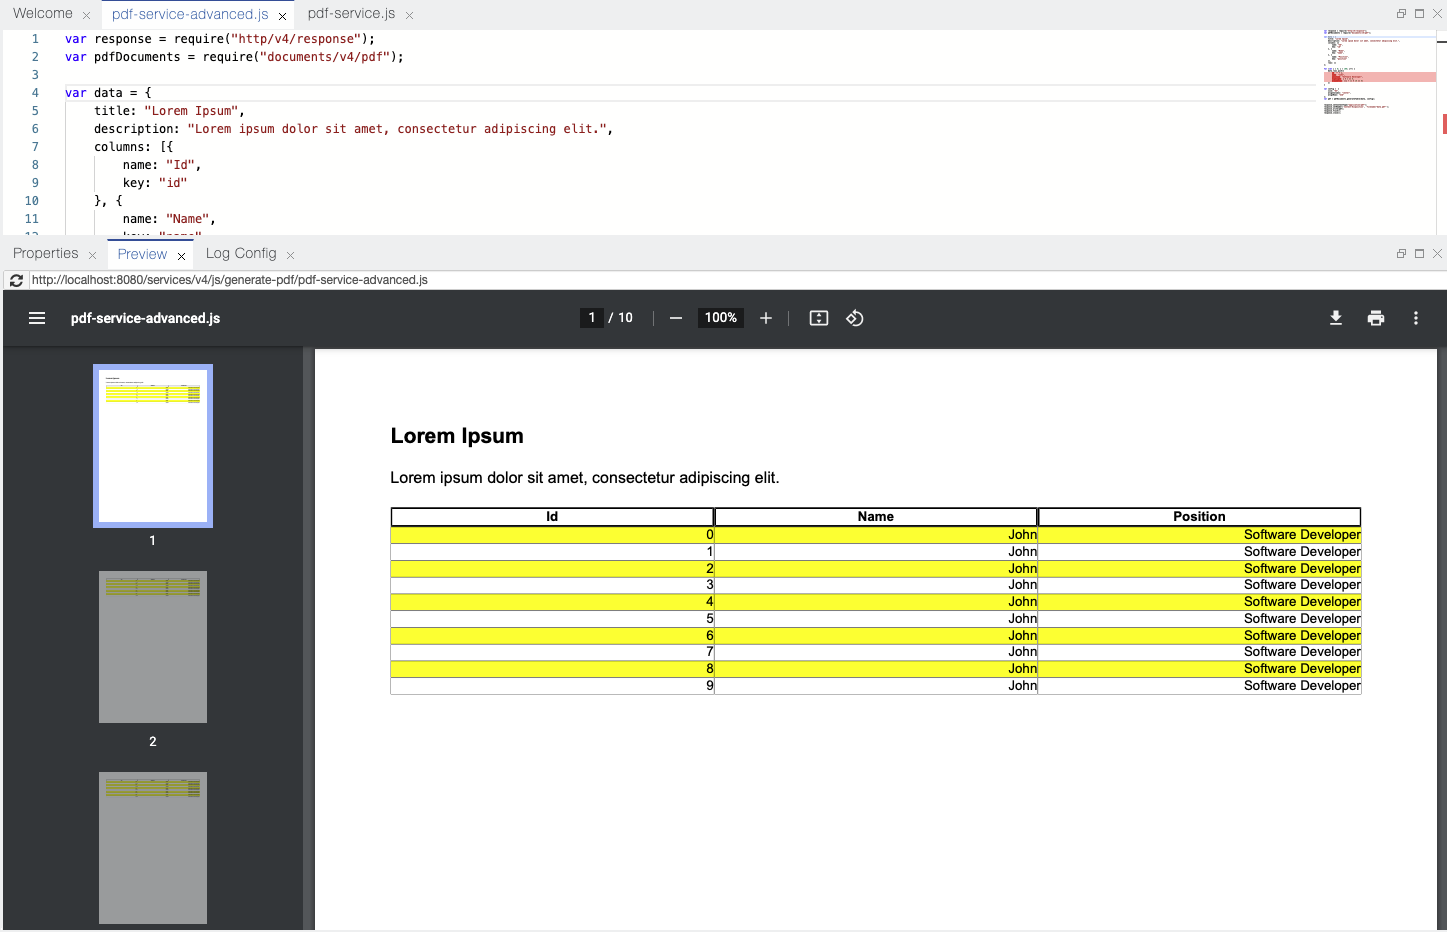 Welcome pdf-service-advanced.js pdf-service.js
1 var response = require("http/v4/response");
2 var pdfDocuments = require("documents/v4/pdf");
3
4 var data = {
5 title: "Lorem Ipsum",
6 description: "Lorem ipsum dolor sit amet, consectetur adipiscing elit.",
7 columns: [{
8 name: "Id",
9 key: "id"
10 }, {
11 name: "Name",
Properties Preview Log Config
http://localhost:8080/services/v4/js/generate-pdf/pdf-service-advanced.js
pdf-service-advanced.js 1 / 10 100%
Lorem Ipsum
Lorem ipsum dolor sit amet, consectetur adipiscing elit.
Id Name Position
0 John Software Developer
1 John Software Developer
2 John Software Developer
3 John Software Developer
4 John Software Developer
5 John Software Developer
6 John Software Developer
7 John Software Developer
8 John Software Developer
9 John Software Developer
1
2